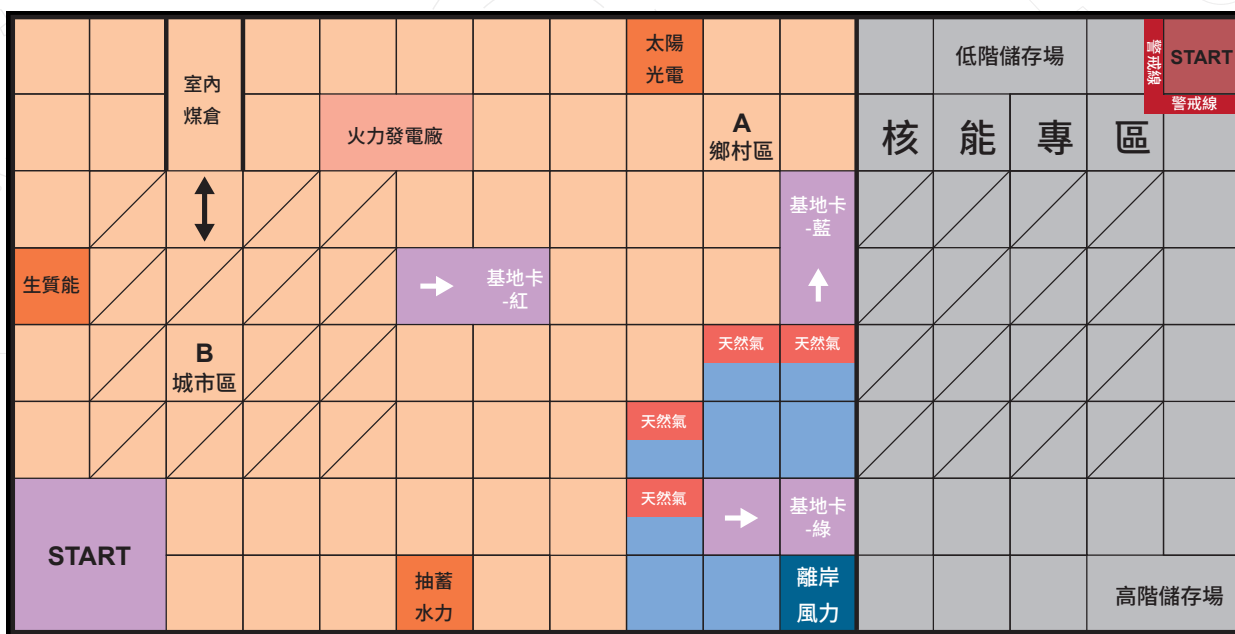 太陽
光電
低階儲存場
警戒線
START
警戒線
室內
煤倉
火力發電廠
A
鄉村區
核能專區
基地卡
-藍
生質能
基地卡
-紅
B
城市區
天然氣
天然氣
天然氣
START
天然氣
基地卡
-綠
抽蓄
水力
離岸
風力
高階儲存場